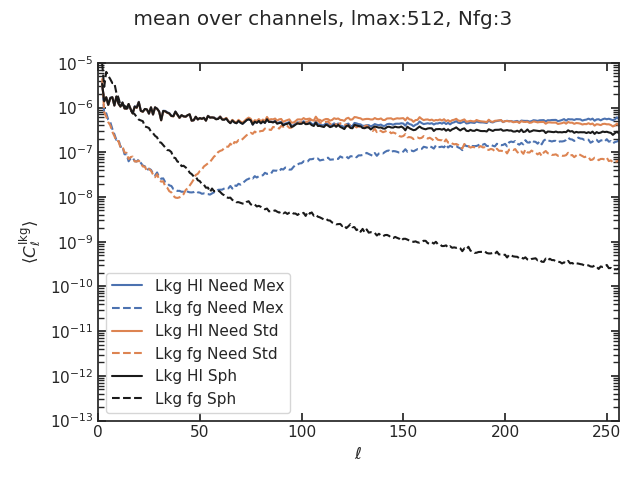 mean over channels, lmax:512, Nfg:3
10⁻⁵
10⁻⁶
10⁻⁷
10⁻⁸
10⁻⁹
10⁻¹⁰
10⁻¹¹
10⁻¹²
10⁻¹³
⟨C_ℓ^lkg⟩
Lkg HI Need Mex
Lkg fg Need Mex
Lkg HI Need Std
Lkg fg Need Std
Lkg HI Sph
Lkg fg Sph
0 50 100 150 200 250
ℓ